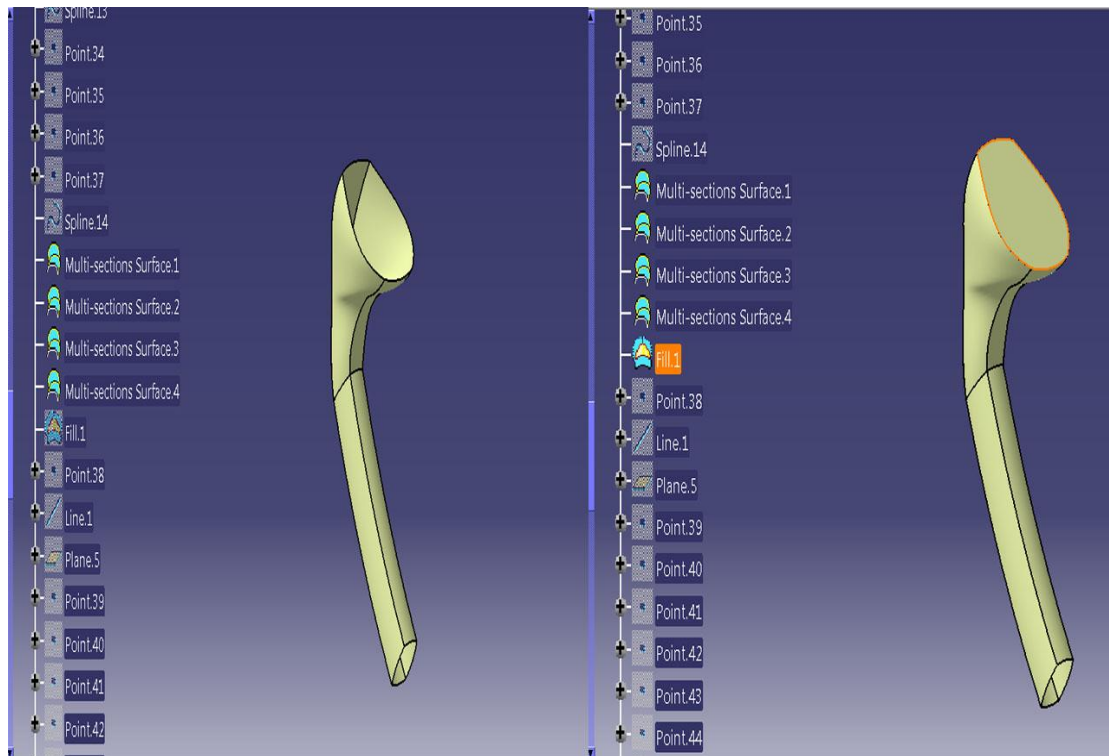 Spline.13
Point.34
Point.35
Point.36
Point.37
Spline.14
Multi-sections Surface.1
Multi-sections Surface.2
Multi-sections Surface.3
Multi-sections Surface.4
Fill.1
Point.38
Line.1
Plane.5
Point.39
Point.40
Point.41
Point.42
Point.35
Point.36
Point.37
Spline.14
Multi-sections Surface.1
Multi-sections Surface.2
Multi-sections Surface.3
Multi-sections Surface.4
Fill.1
Point.38
Line.1
Plane.5
Point.39
Point.40
Point.41
Point.42
Point.43
Point.44